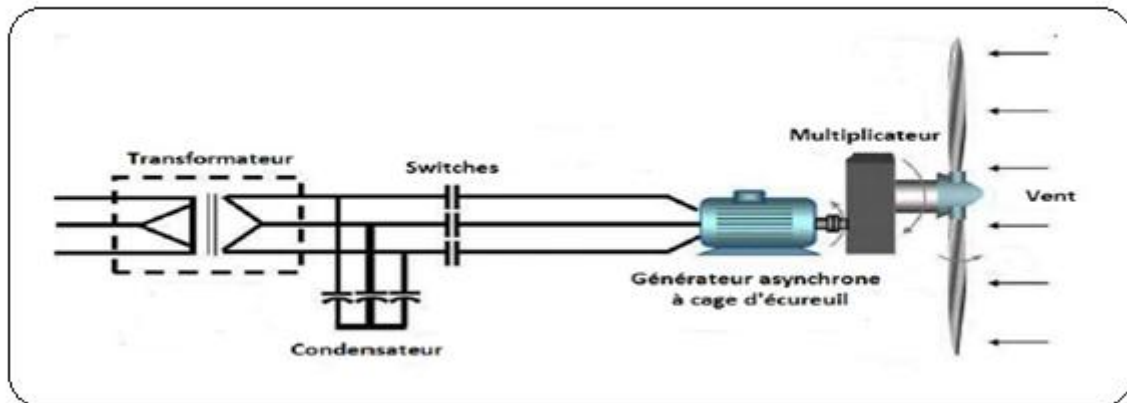 Transformateur
Switches
Multiplicateur
Vent
Générateur asynchrone
à cage d'écureuil
Condensateur